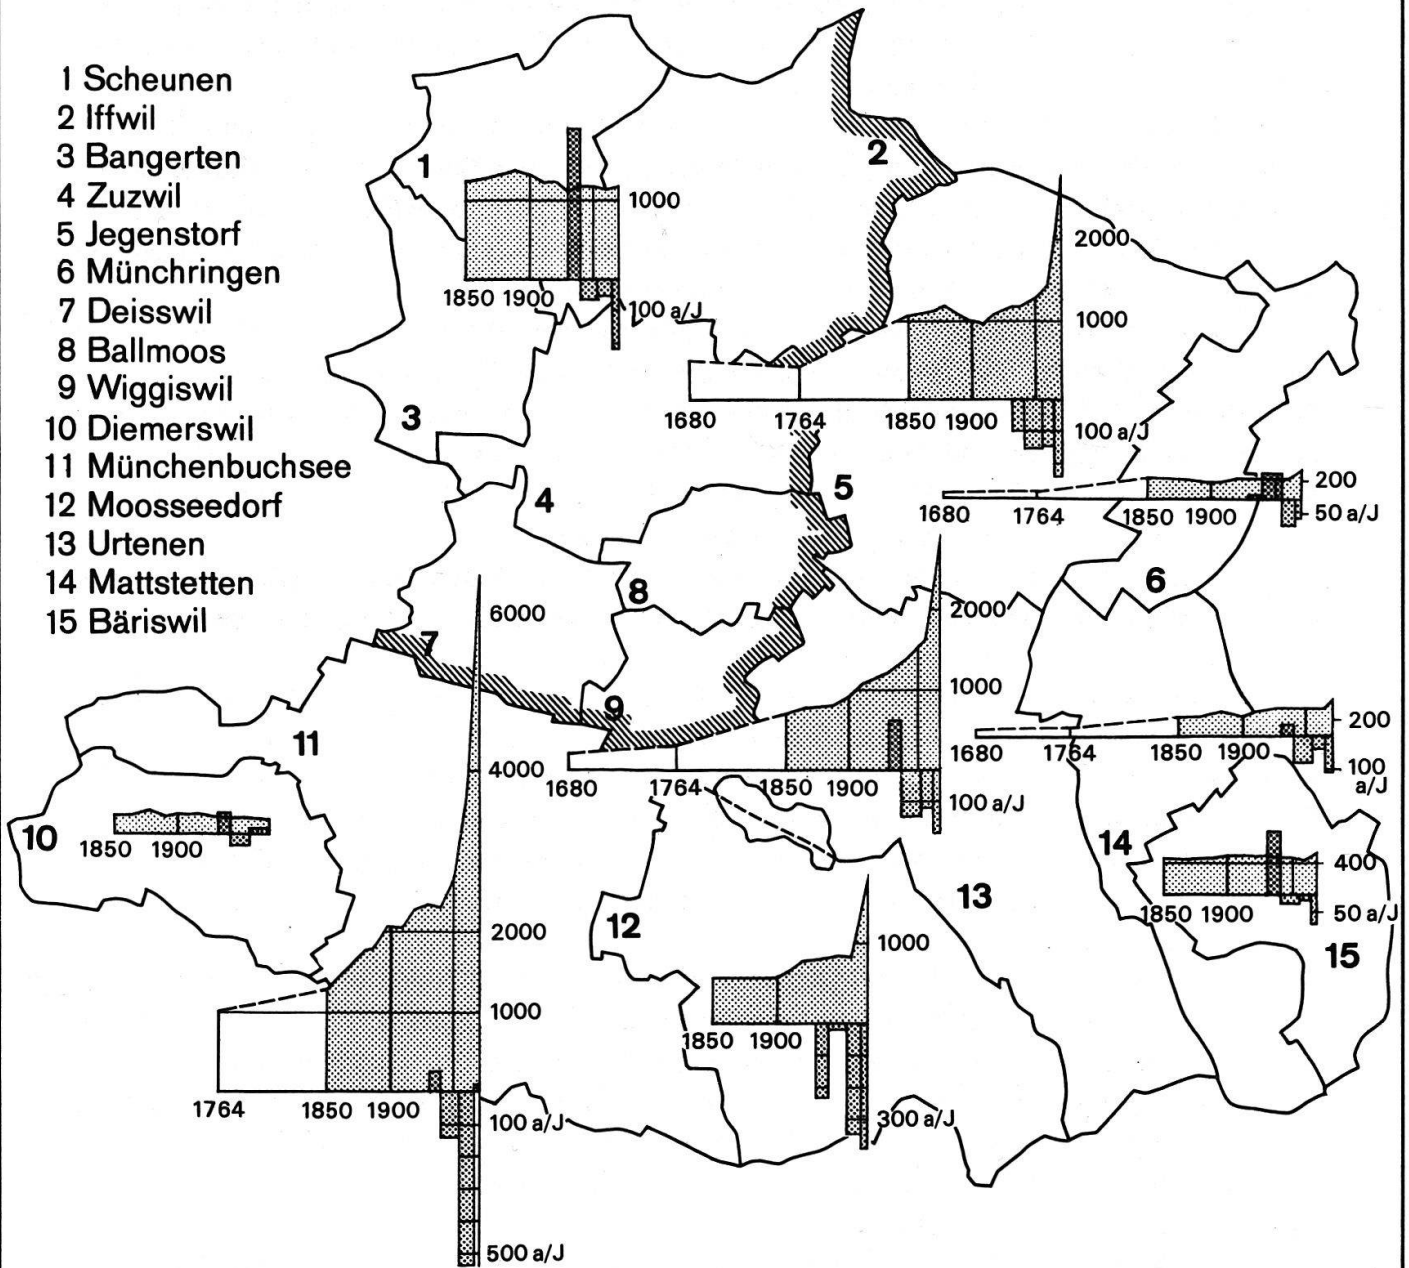 1 Scheunen
2 Iffwil
3 Bangerten
4 Zuzwil
5 Jegenstorf
6 Münchringen
7 Deisswil
8 Ballmoos
9 Wiggiswil
10 Diemerswil
11 Münchenbuchsee
12 Moosseedorf
13 Urtenen
14 Mattstetten
15 Bäriswil
1
2
1000
1850 1900
100 a/J
2000
1000
1680 1764 1850 1900
100 a/J
3
4
5
200
1680 1764 1850 1900
50 a/J
6
8
7
6000
2000
1000
9
11
4000
1680 1764 1850 1900
100 a/J
200
1680 1764 1850 1900
100
a/J
10
1850 1900
14
400
1850 1900
50 a/J
13
12
15
2000
1000
1000
1850 1900
1764 1850 1900
100 a/J
300 a/J
500 a/J